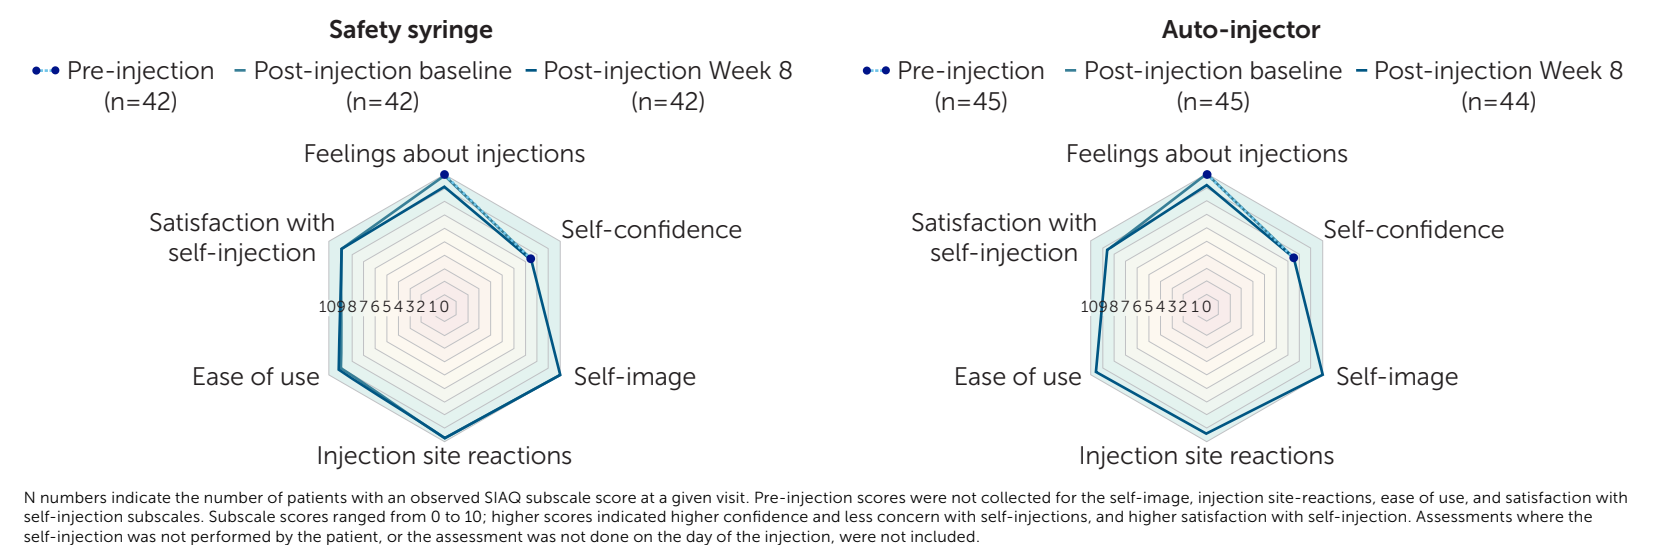 Safety syringe
Pre-injection
(n=42)
Post-injection baseline
(n=42)
Post-injection Week 8
(n=42)
Feelings about injections
Satisfaction with
self-injection
Self-confidence
109876543210
Ease of use
Self-image
Injection site reactions
Auto-injector
Pre-injection
(n=45)
Post-injection baseline
(n=45)
Post-injection Week 8
(n=44)
Feelings about injections
Satisfaction with
self-injection
Self-confidence
109876543210
Ease of use
Self-image
Injection site reactions
N numbers indicate the number of patients with an observed SIAQ subscale score at a given visit. Pre-injection scores were not collected for the self-image, injection site-reactions, ease of use, and satisfaction with
self-injection subscales. Subscale scores ranged from 0 to 10; higher scores indicated higher confidence and less concern with self-injections, and higher satisfaction with self-injection. Assessments where the
self-injection was not performed by the patient, or the assessment was not done on the day of the injection, were not included.